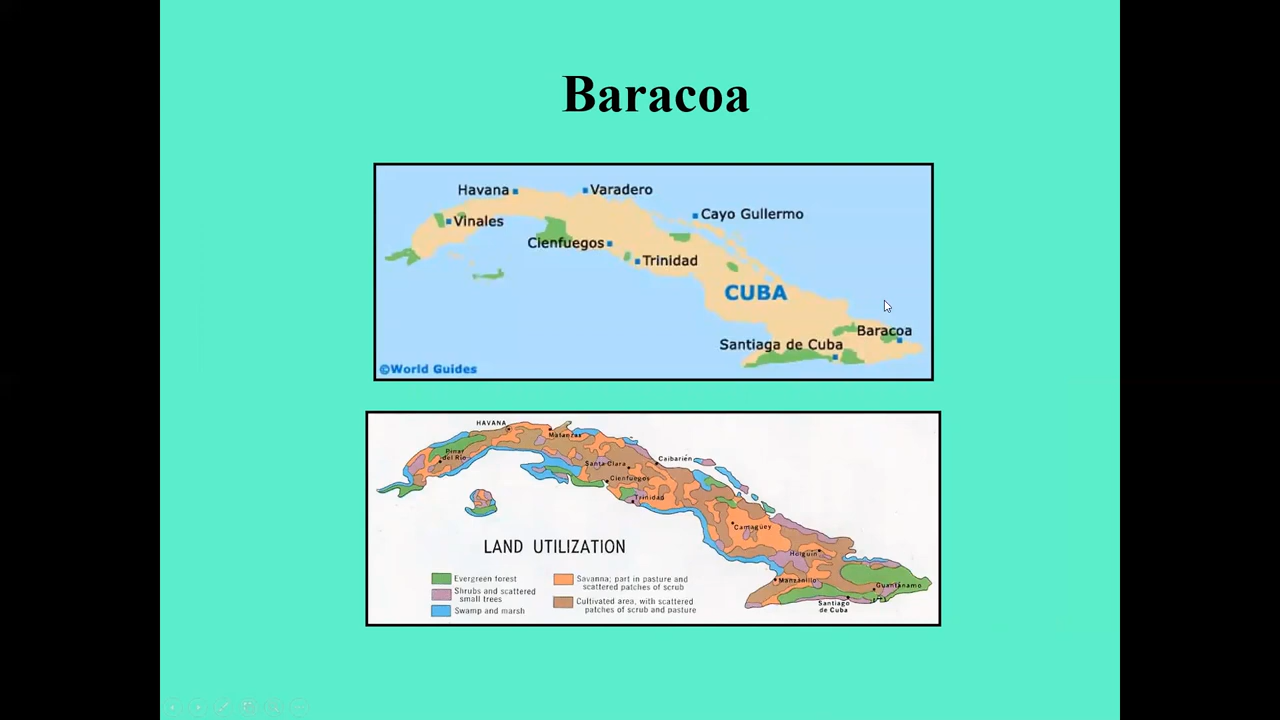 Baracoa
Havana
Varadero
Vinales
Cayo Gullermo
Cienfuegos
Trinidad
CUBA
Baracoa
Santiaga de Cuba
©World Guides
HAVANA
Matanzas
Pinar
del Río
Santa Clara
Caibarién
Cienfuegos
Trinidad
Camagüey
LAND UTILIZATION
Holguín
Manzanillo
Guantánamo
Santiago
de Cuba
Evergreen forest
Shrubs and scattered
small trees
Swamp and marsh
Savanna; part in pasture and
scattered patches of scrub
Cultivated area, with scattered
patches of scrub and pasture